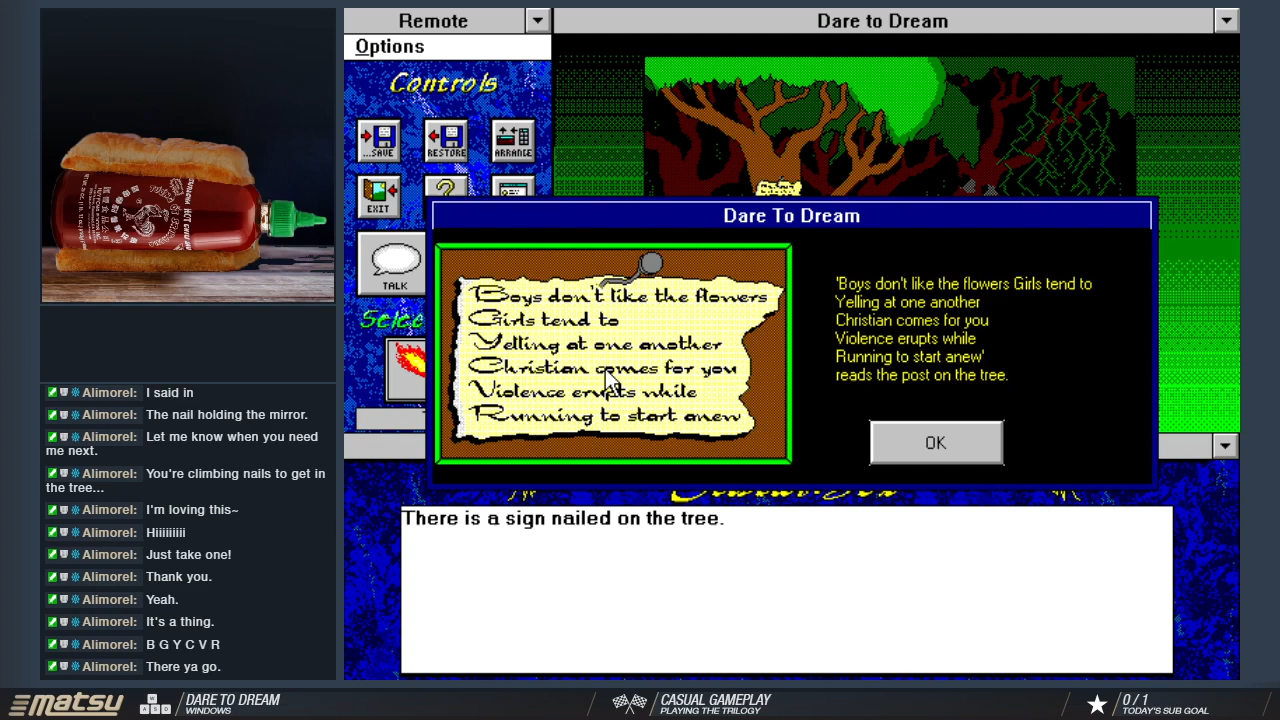 Remote
Dare to Dream
Options
Controls
...SAVE
RESTORE
ARRANGE
EXIT
?
TALK
Dare To Dream
Boys don't like the flowers
Girls tend to
Yelling at one another
Christian comes for you
Violence erupts while
Running to start anew
'Boys don't like the flowers Girls tend to
Yelling at one another
Christian comes for you
Violence erupts while
Running to start anew'
reads the post on the tree.
OK
There is a sign nailed on the tree.
Alimorel: I said in
Alimorel: The nail holding the mirror.
Alimorel: Let me know when you need
me next.
Alimorel: You're climbing nails to get in
the tree...
Alimorel: I'm loving this~
Alimorel: Hiiiiiiiii
Alimorel: Just take one!
Alimorel: Thank you.
Alimorel: Yeah.
Alimorel: It's a thing.
Alimorel: B G Y C V R
Alimorel: There ya go.
MATSU
W
A S D
DARE TO DREAM
WINDOWS
CASUAL GAMEPLAY
PLAYING THE TRILOGY
0 / 1
TODAY'S SUB GOAL